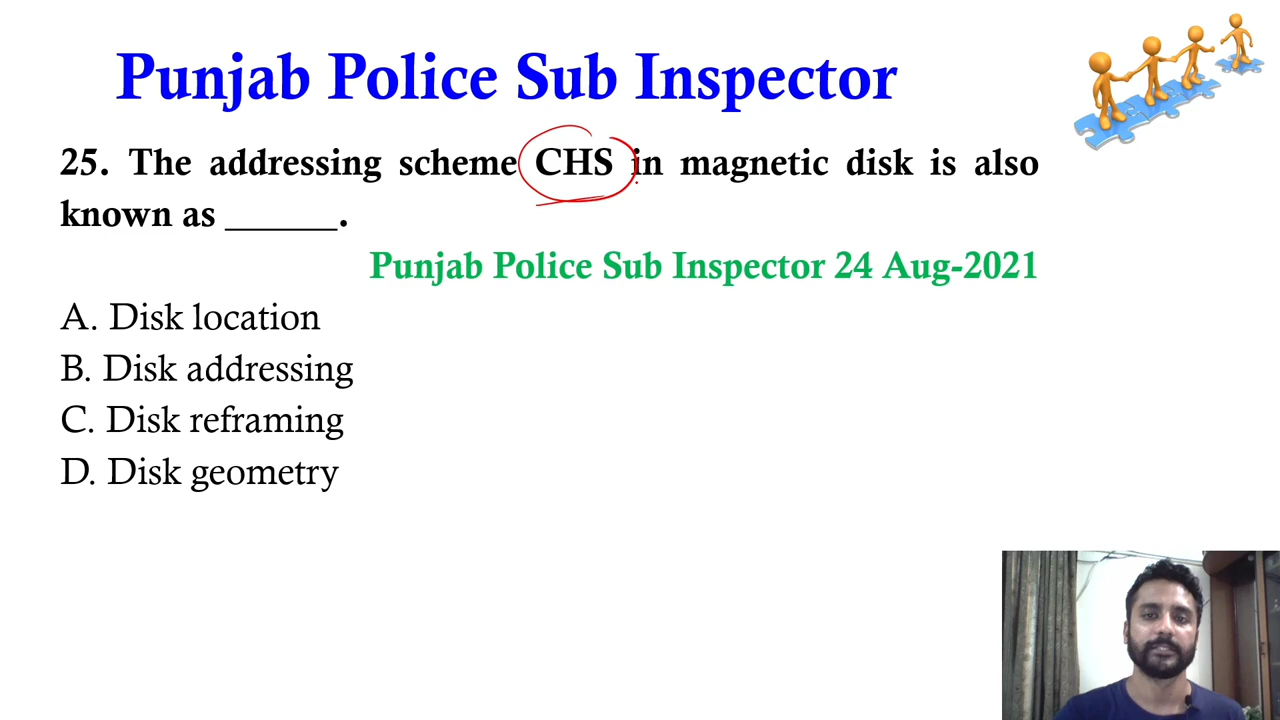 Punjab Police Sub Inspector
25. The addressing scheme CHS in magnetic disk is also
known as ______.
Punjab Police Sub Inspector 24 Aug-2021
A. Disk location
B. Disk addressing
C. Disk reframing
D. Disk geometry